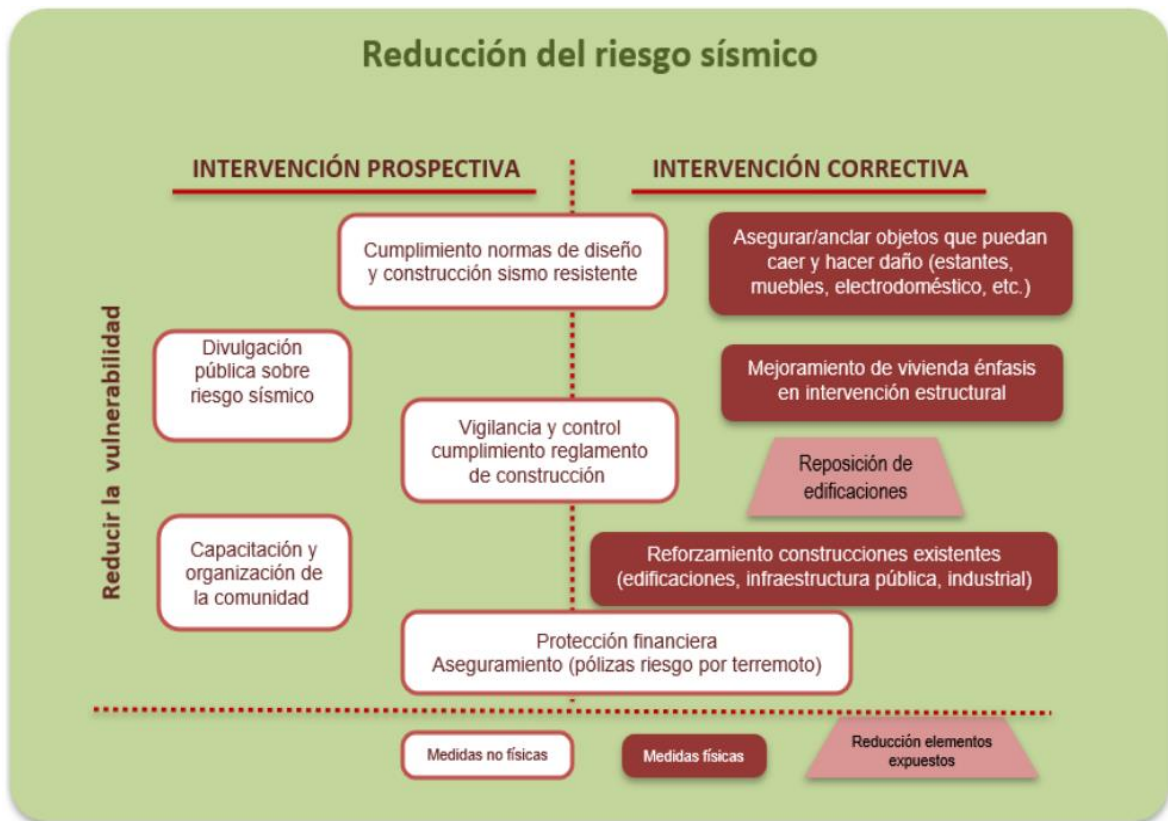 Reducción del riesgo sísmico
INTERVENCIÓN PROSPECTIVA
INTERVENCIÓN CORRECTIVA
Reducir la vulnerabilidad
Cumplimiento normas de diseño
y construcción sismo resistente
Asegurar/anclar objetos que puedan
caer y hacer daño (estantes,
muebles, electrodoméstico, etc.)
Divulgación
pública sobre
riesgo sísmico
Mejoramiento de vivienda énfasis
en intervención estructural
Vigilancia y control
cumplimiento reglamento
de construcción
Reposición de
edificaciones
Capacitación y
organización de
la comunidad
Reforzamiento construcciones existentes
(edificaciones, infraestructura pública, industrial)
Protección financiera
Aseguramiento (pólizas riesgo por terremoto)
Medidas no físicas
Medidas físicas
Reducción elementos
expuestos